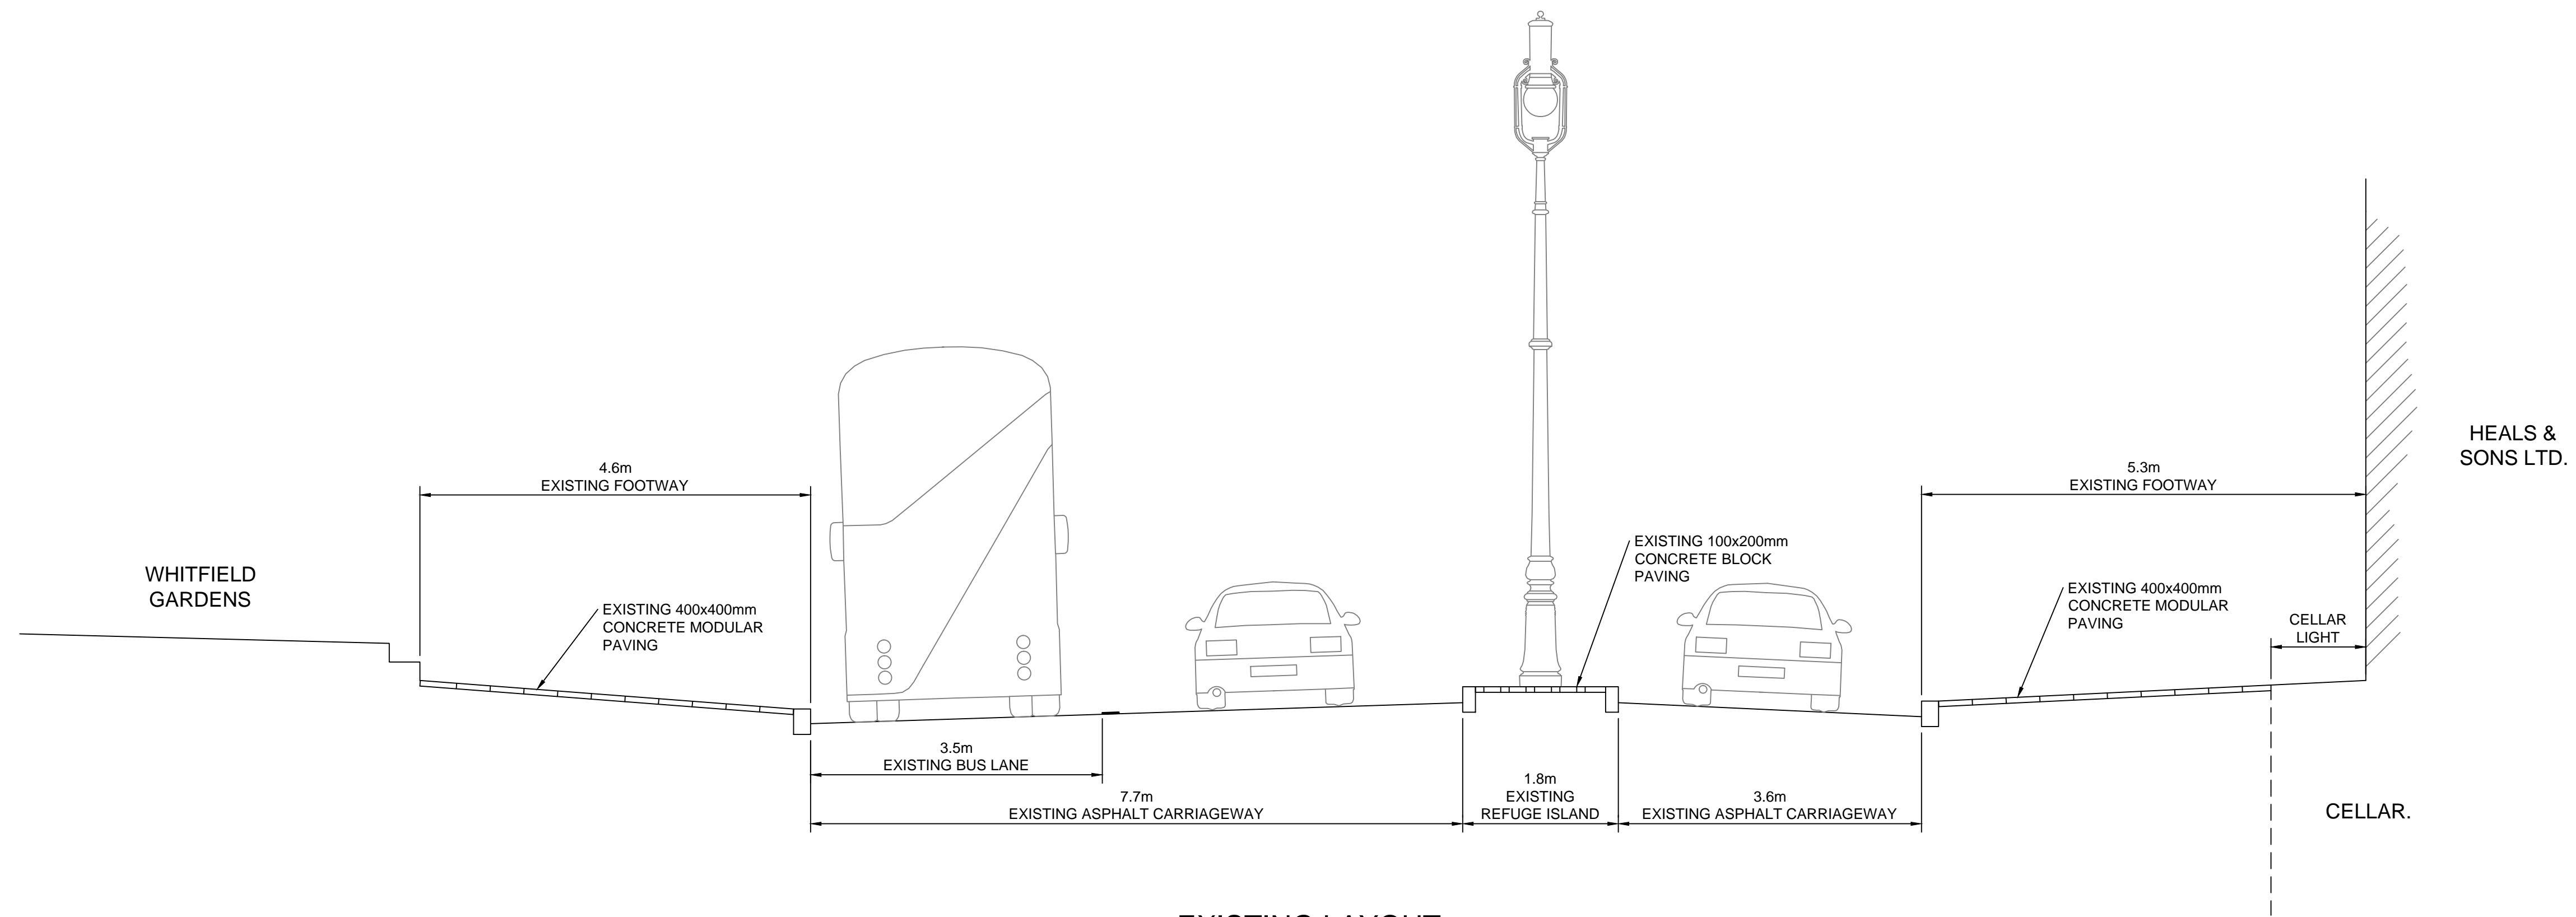 WHITFIELD
GARDENS
4.6m
EXISTING FOOTWAY
EXISTING 400x400mm
CONCRETE MODULAR
PAVING
3.5m
EXISTING BUS LANE
7.7m
EXISTING ASPHALT CARRIAGEWAY
1.8m
EXISTING
REFUGE ISLAND
EXISTING 100x200mm
CONCRETE BLOCK
PAVING
3.6m
EXISTING ASPHALT CARRIAGEWAY
5.3m
EXISTING FOOTWAY
EXISTING 400x400mm
CONCRETE MODULAR
PAVING
CELLAR
LIGHT
HEALS &
SONS LTD.
CELLAR.
EXISTING LAYOUT